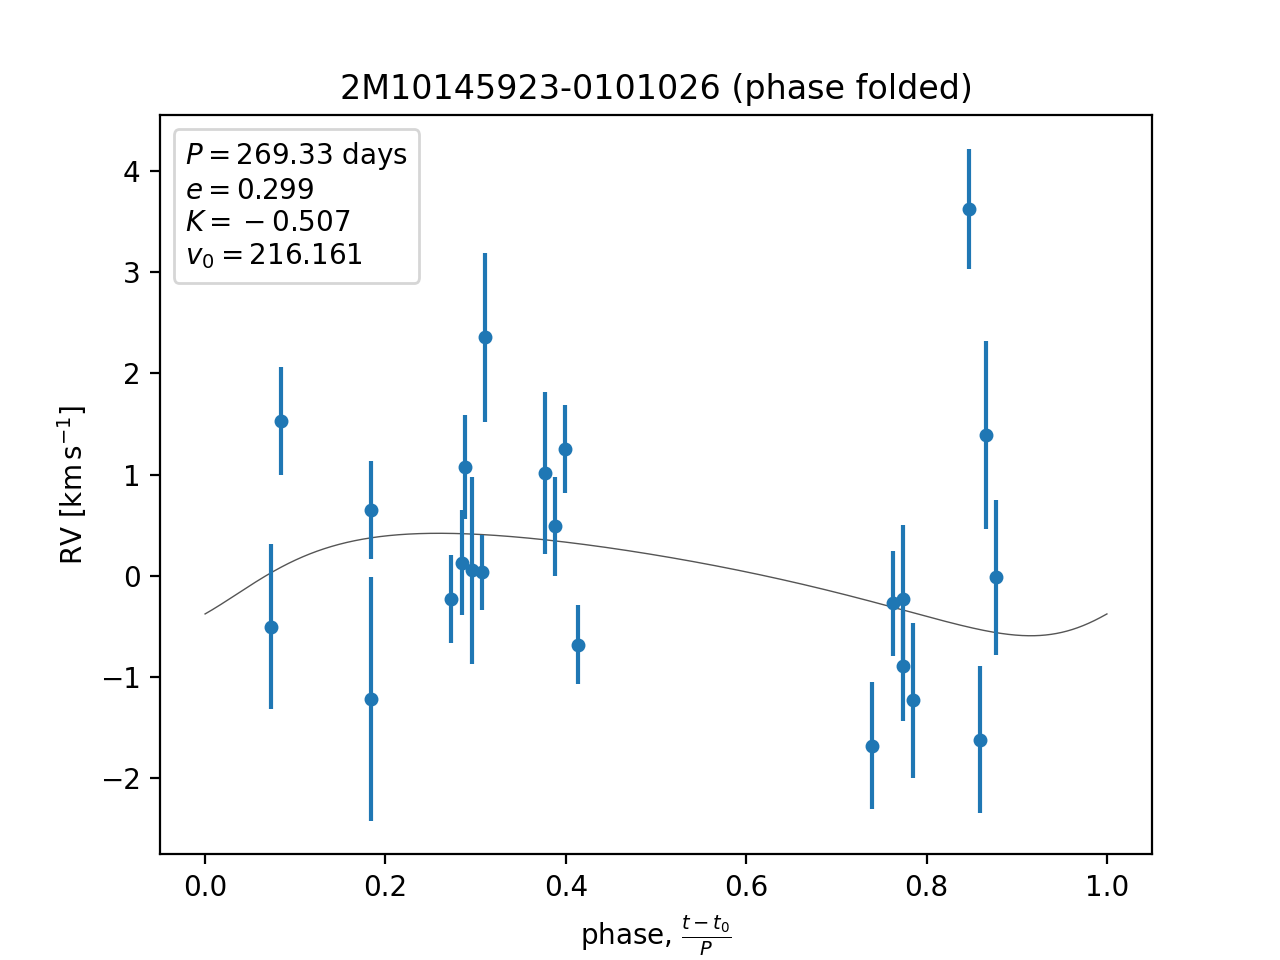 2M10145923-0101026 (phase folded)
P = 269.33 days
e = 0.299
K = −0.507
v₀ = 216.161
4
3
2
1
0
−1
−2
RV [km s⁻¹]
0.0 0.2 0.4 0.6 0.8 1.0
phase, (t − t₀)/P